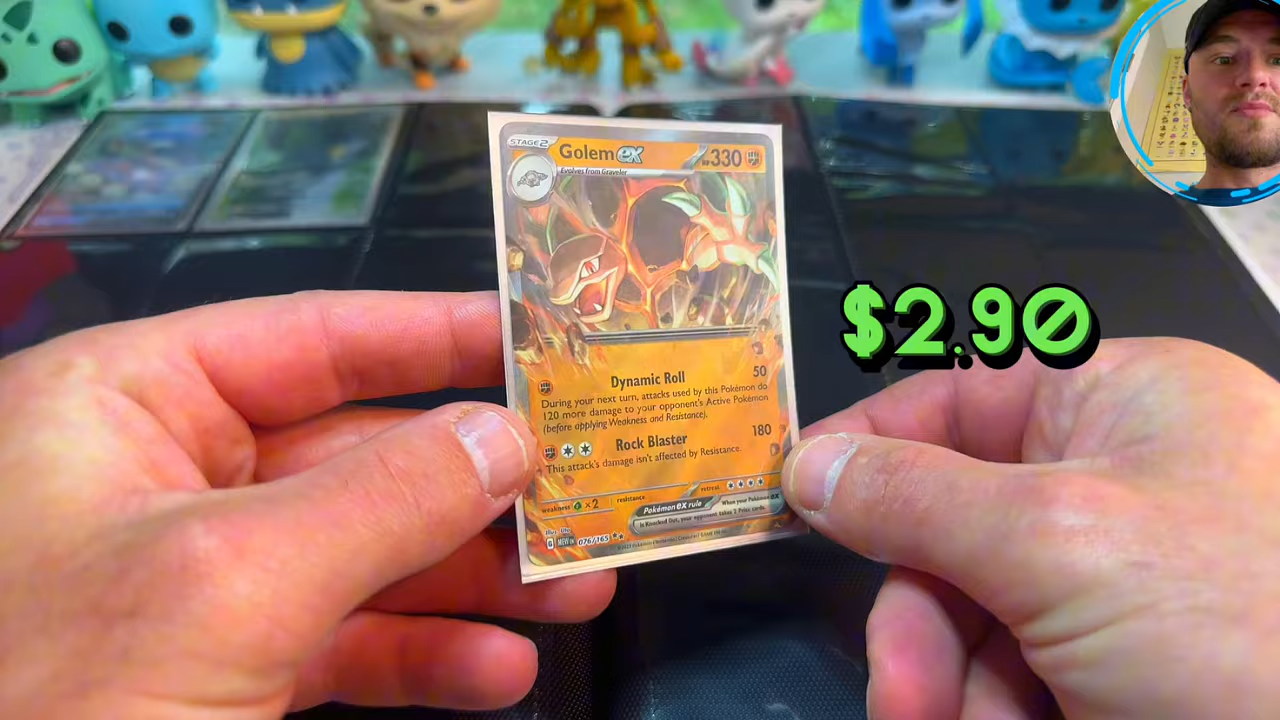 STAGE2
Golem ex
330
Evolves from Graveler
$2.90
Dynamic Roll 50
During your next turn, attacks used by this Pokémon do
120 more damage to your opponent's Active Pokémon
(before applying Weakness and Resistance).
Rock Blaster 180
This attack's damage isn't affected by Resistance.
weakness ×2 resistance retreat
Pokémon ex rule When your Pokémon ex
is Knocked Out, your opponent takes 2 Prize cards.
G MEW EN 076/165